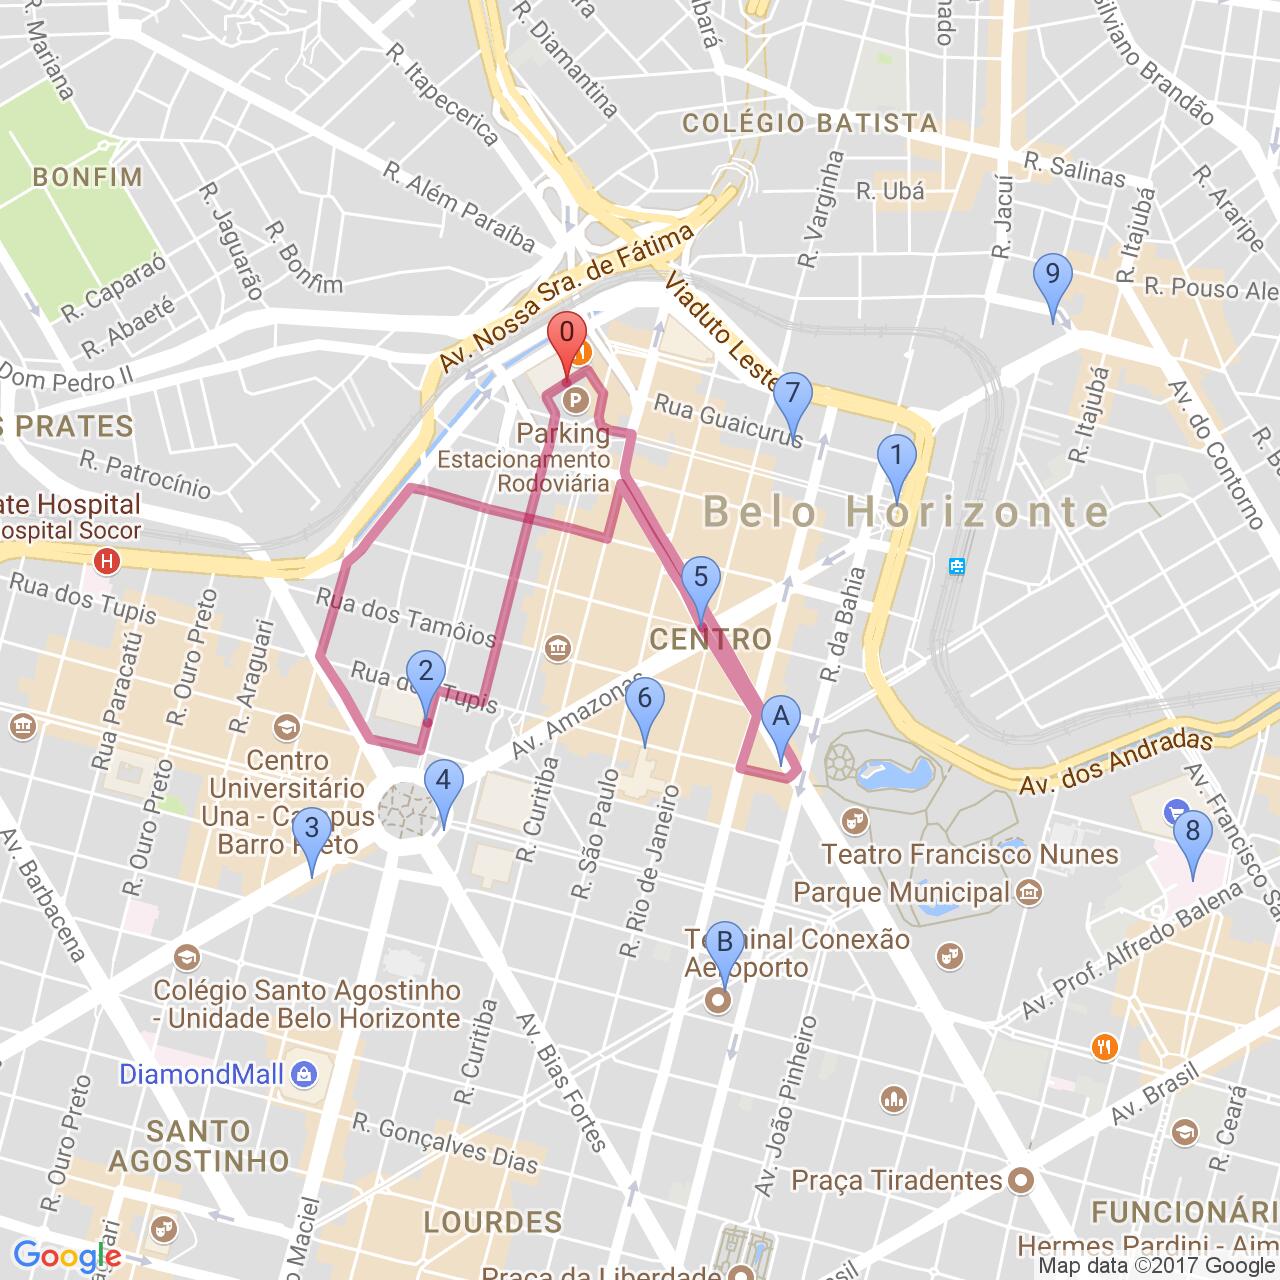 R. Mariana
R. Itapecerica
R. Diamantina
COLÉGIO BATISTA
R. Salinas
R. Ubá
R. Varginha
R. Jacuí
R. Itajubá
R. Araripe
BONFIM
R. Além Paraíba
R. Jaguarão
R. Bonfim
R. Caparaó
R. Abaeté
Av. Nossa Sra. de Fátima
Viaduto Leste
9
R. Pouso Ale
Dom Pedro II
0
7
Rua Guaicurus
R. Itajubá
Av. do Contorno
S PRATES
R. Patrocínio
P
Parking
Estacionamento
Rodoviária
1
Belo Horizonte
ate Hospital
ospital Socor
H
Rua dos Tupis
R. Ouro Preto
R. Araguari
Rua Paracatú
Rua dos Tamôios
5
CENTRO
R. da Bahia
2
Rua dos Tupis
6
A
Av. Amazonas
Av. dos Andradas
Centro
Universitário
Una - Campus
Barro Preto
3
4
R. Curitiba
R. São Paulo
R. Rio de Janeiro
R. Ouro Preto
Av. Barbacena
Av. Francisco Sa
8
Teatro Francisco Nunes
Parque Municipal
Av. Prof. Alfredo Balena
B
Terminal Conexão
Aeroporto
Colégio Santo Agostinho
- Unidade Belo Horizonte
R. Curitiba
Av. Bias Fortes
Av. João Pinheiro
DiamondMall
R. Ouro Preto
SANTO
AGOSTINHO
R. Gonçalves Dias
Av. Brasil
R. Ceará
Praça Tiradentes
LOURDES
FUNCIONÁRI
Hermes Pardini - Aim
Praça da Liberdade
Google
Map data ©2017 Google